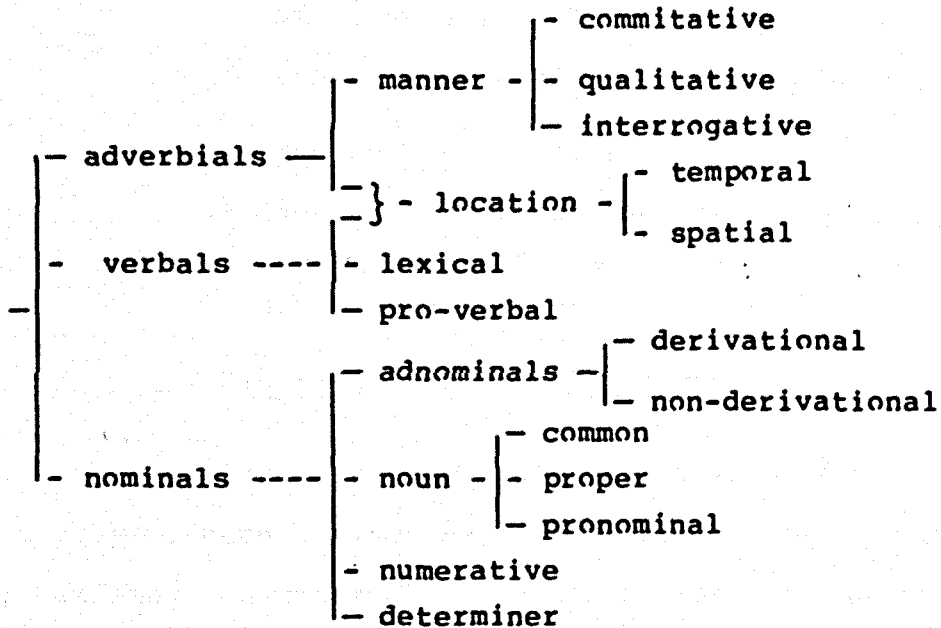 commitative
manner
qualitative
interrogative
adverbials
temporal
location
spatial
verbals
lexical
pro-verbal
derivational
adnominals
non-derivational
common
nominals
noun
proper
pronominal
numerative
determiner